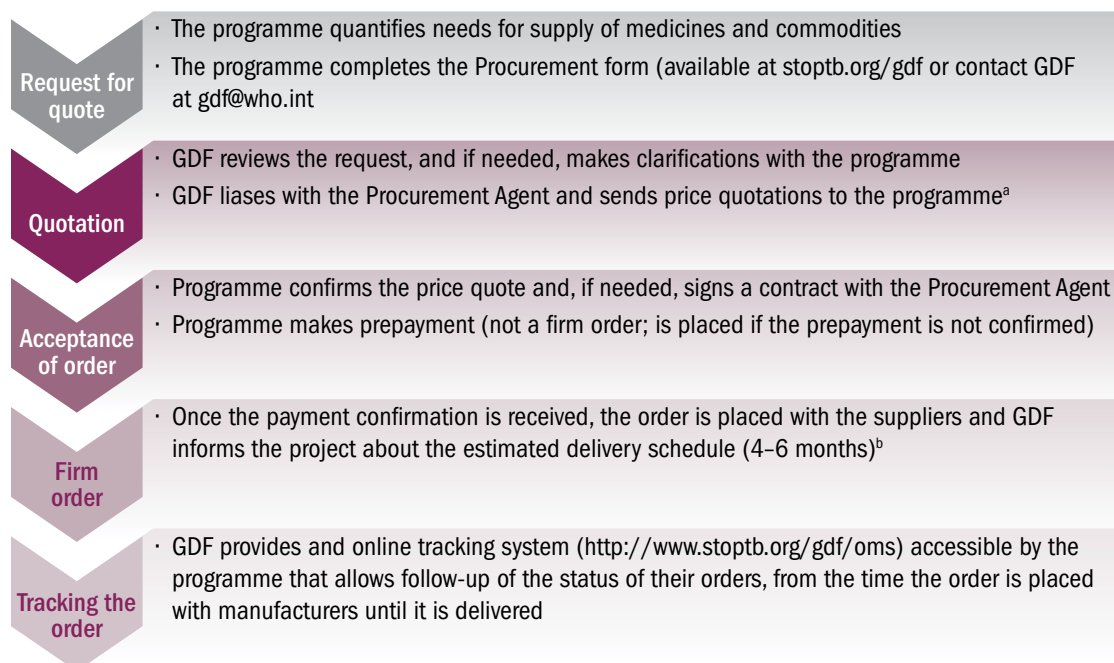 Request for
quote
· The programme quantifies needs for supply of medicines and commodities
· The programme completes the Procurement form (available at stoptb.org/gdf or contact GDF
at gdf@who.int
Quotation
· GDF reviews the request, and if needed, makes clarifications with the programme
· GDF liases with the Procurement Agent and sends price quotations to the programmeᵃ
Acceptance
of order
· Programme confirms the price quote and, if needed, signs a contract with the Procurement Agent
· Programme makes prepayment (not a firm order; is placed if the prepayment is not confirmed)
Firm
order
· Once the payment confirmation is received, the order is placed with the suppliers and GDF
informs the project about the estimated delivery schedule (4–6 months)ᵇ
Tracking the
order
· GDF provides and online tracking system (http://www.stoptb.org/gdf/oms) accessible by the
programme that allows follow-up of the status of their orders, from the time the order is placed
with manufacturers until it is delivered